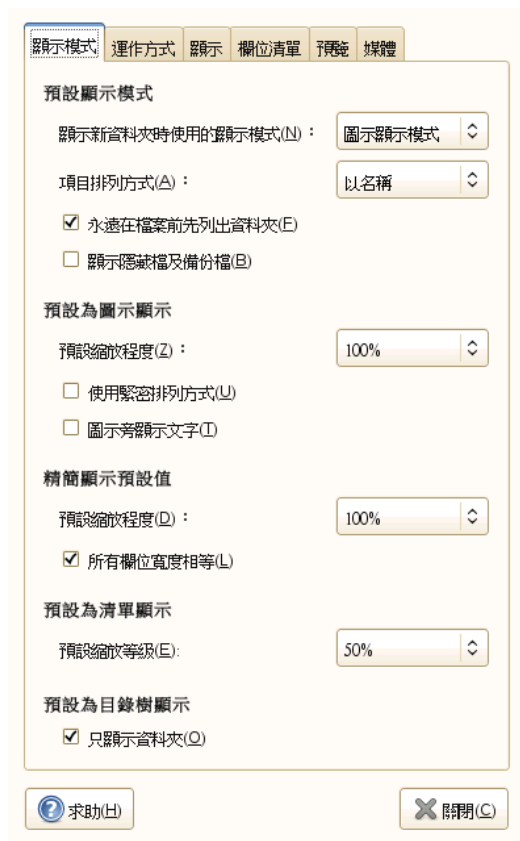 顯示模式 運作方式 顯示 欄位清單 預覽 媒體
預設顯示模式
顯示新資料夾時使用的顯示模式(N)： 圖示顯示模式
項目排列方式(A)： 以名稱
永遠在檔案前先列出資料夾(F)
顯示隱藏檔及備份檔(B)
預設為圖示顯示
預設縮放程度(Z)： 100%
使用緊密排列方式(U)
圖示旁顯示文字(T)
精簡顯示預設值
預設縮放程度(D)： 100%
所有欄位寬度相等(L)
預設為清單顯示
預設縮放等級(E): 50%
預設為目錄樹顯示
只顯示資料夾(O)
求助(H) 關閉(C)